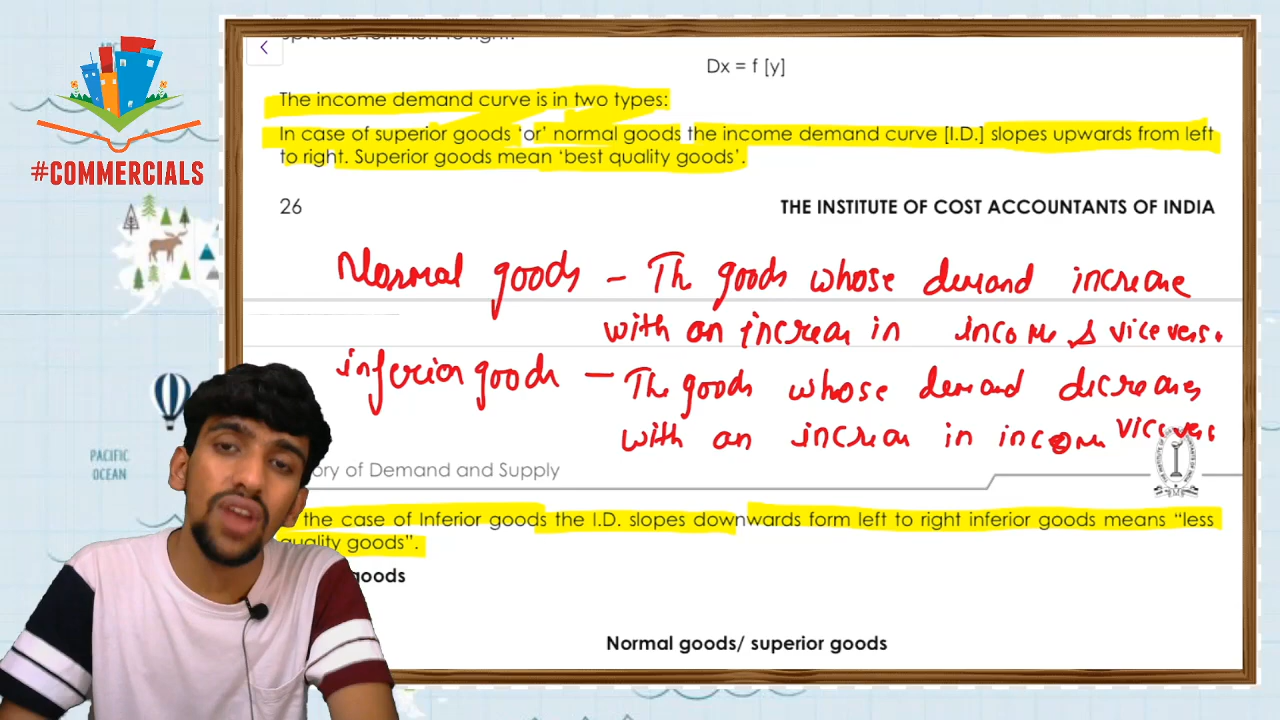 Dx = f [y]
The income demand curve is in two types:
In case of superior goods ‘or’ normal goods the income demand curve [I.D.] slopes upwards from left
to right. Superior goods mean ‘best quality goods’.
#COMMERCIALS
26
THE INSTITUTE OF COST ACCOUNTANTS OF INDIA
Normal goods – The goods whose demand increase
with an increase in income & vice vers.
inferior goods – The goods whose demand decreases
with an increase in income vice vers
PACIFIC
OCEAN
ory of Demand and Supply
the case of Inferior goods the I.D. slopes downwards form left to right inferior goods means “less
quality goods”.
goods
Normal goods/ superior goods